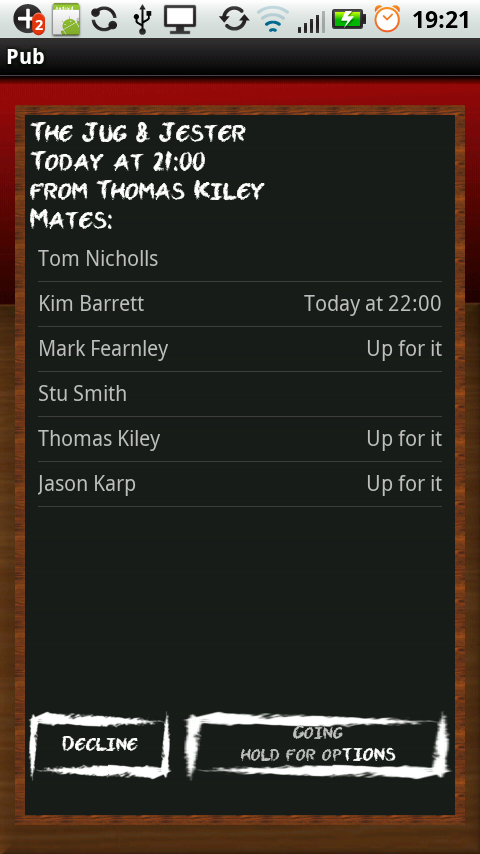 2
19:21
Pub
The Jug & Jester
Today at 21:00
from Thomas Kiley
Mates:
Tom Nicholls
Kim Barrett Today at 22:00
Mark Fearnley Up for it
Stu Smith
Thomas Kiley Up for it
Jason Karp Up for it
Decline
Going
hold for options